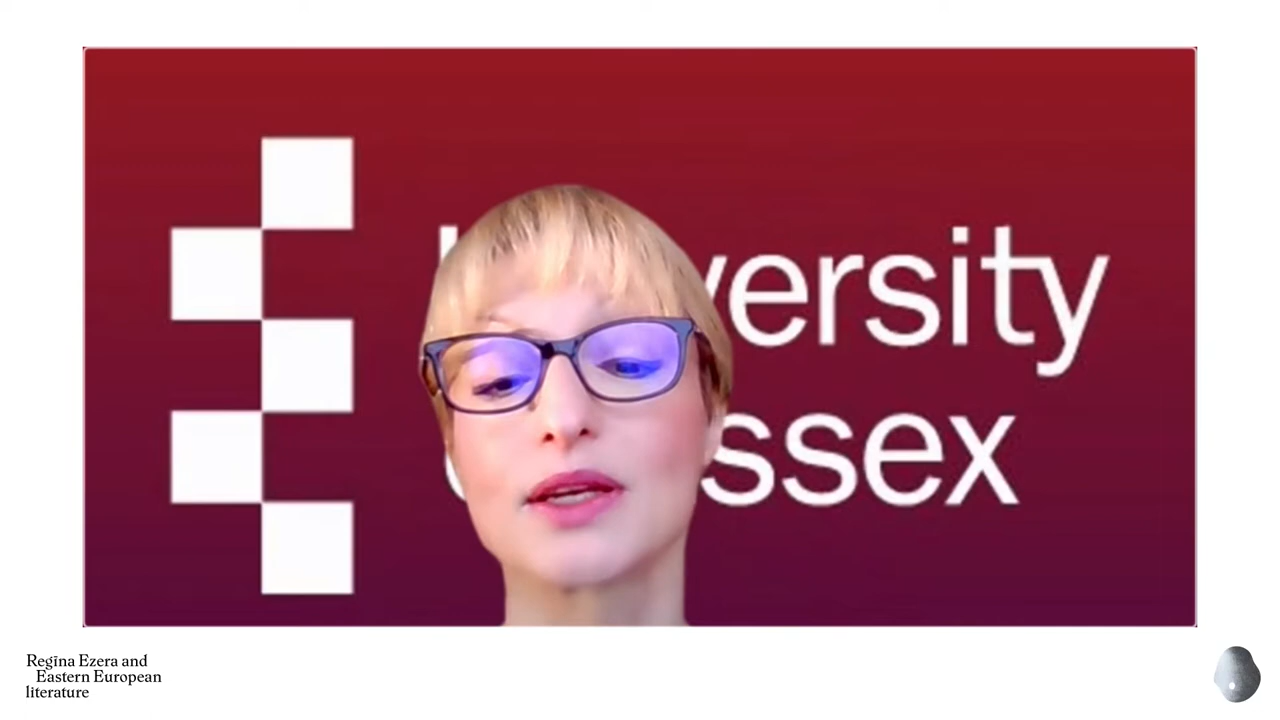 versity
ssex
Regīna Ezera and
Eastern European
literature